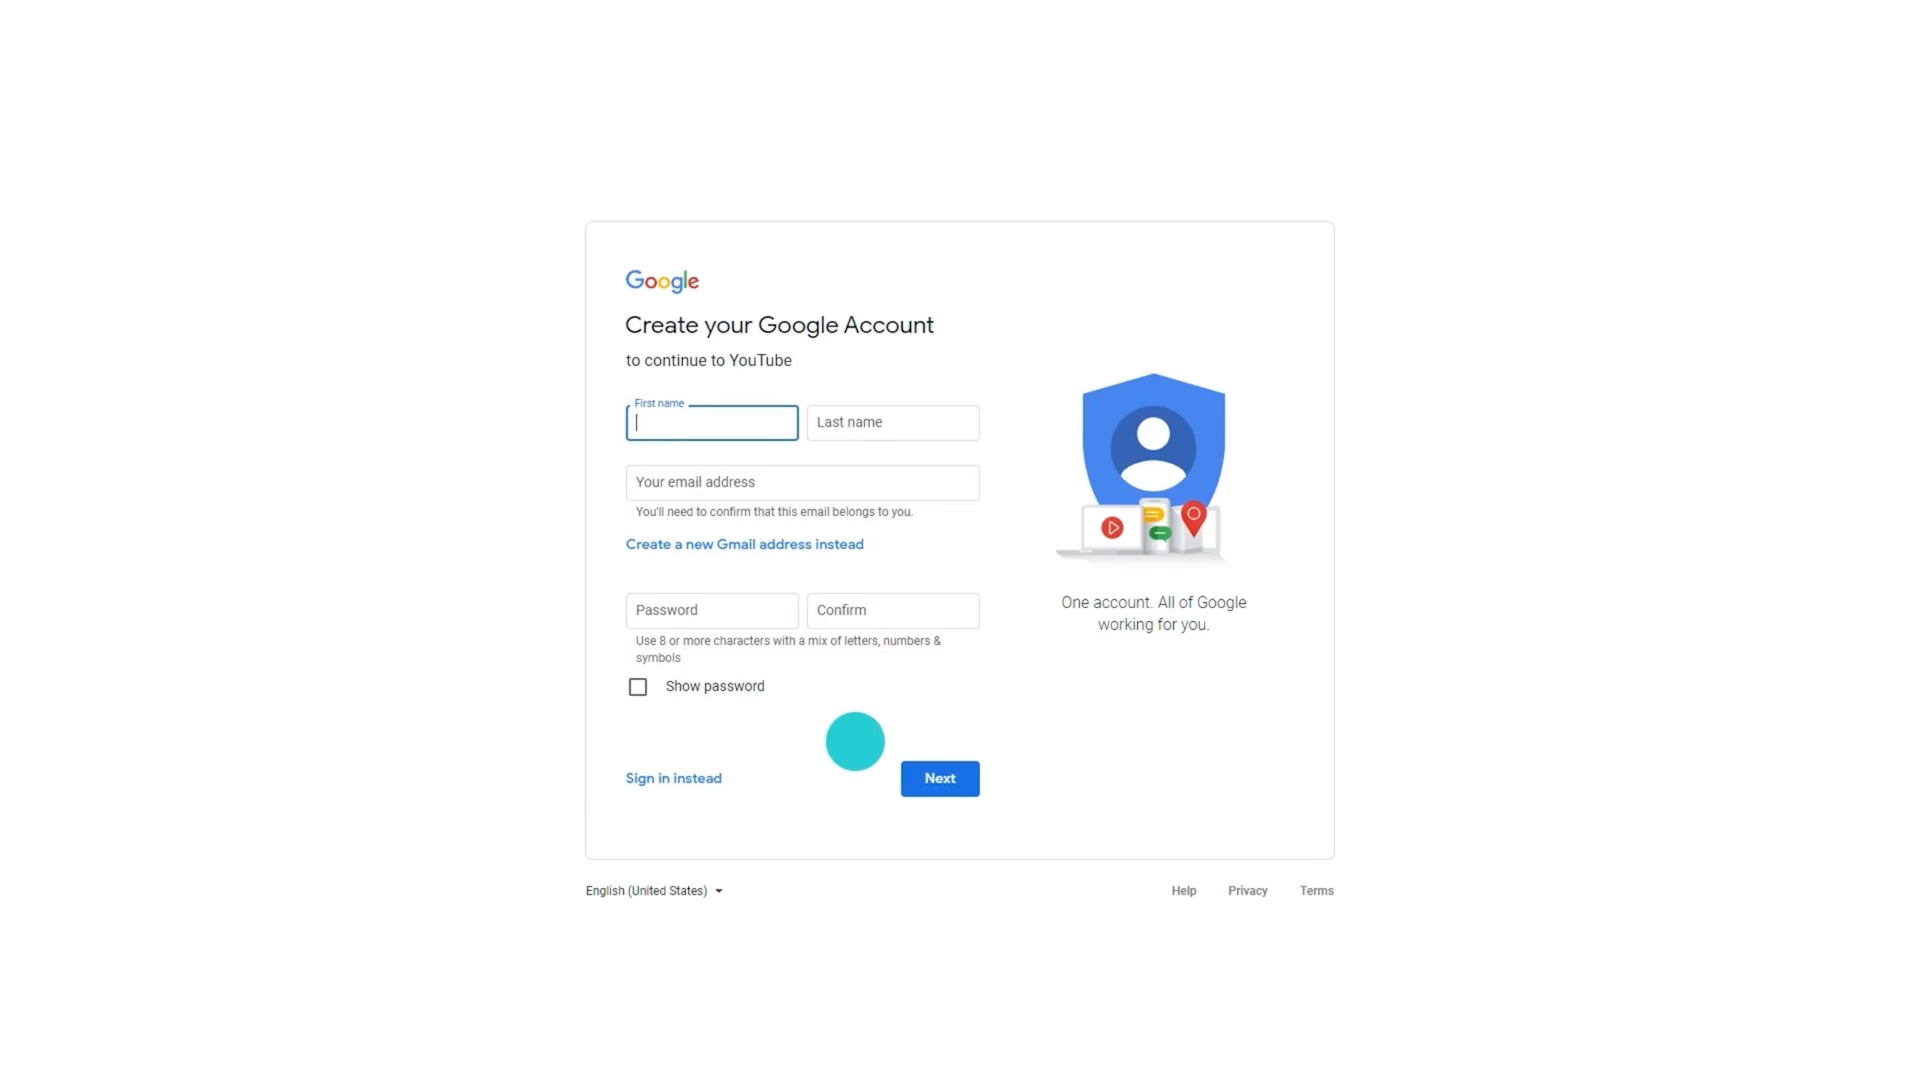 Google
Create your Google Account
to continue to YouTube
First name
Last name
Your email address
You'll need to confirm that this email belongs to you.
Create a new Gmail address instead
Password
Confirm
Use 8 or more characters with a mix of letters, numbers &
symbols
Show password
Sign in instead
Next
One account. All of Google
working for you.
English (United States)
Help
Privacy
Terms